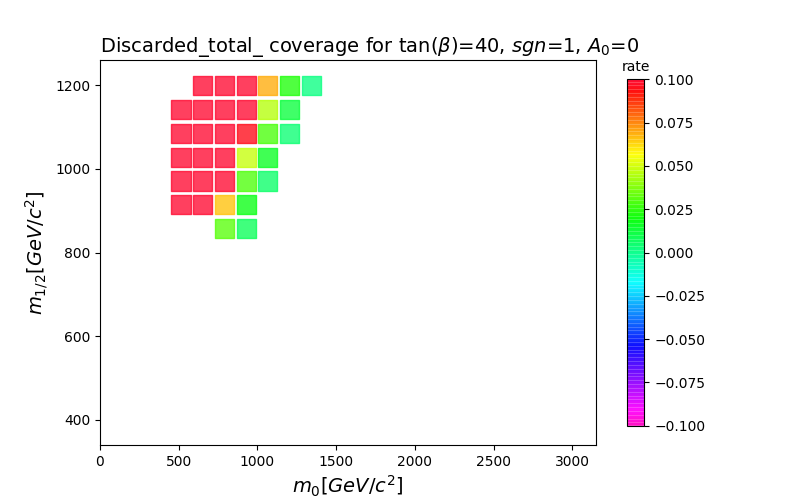 Discarded_total_ coverage for tan(β)=40, sgn=1, A₀=0
rate
1200
1000
800
600
400
m₁/₂[GeV/c²]
0 500 1000 1500 2000 2500 3000
m₀[GeV/c²]
0.100
0.075
0.050
0.025
0.000
−0.025
−0.050
−0.075
−0.100